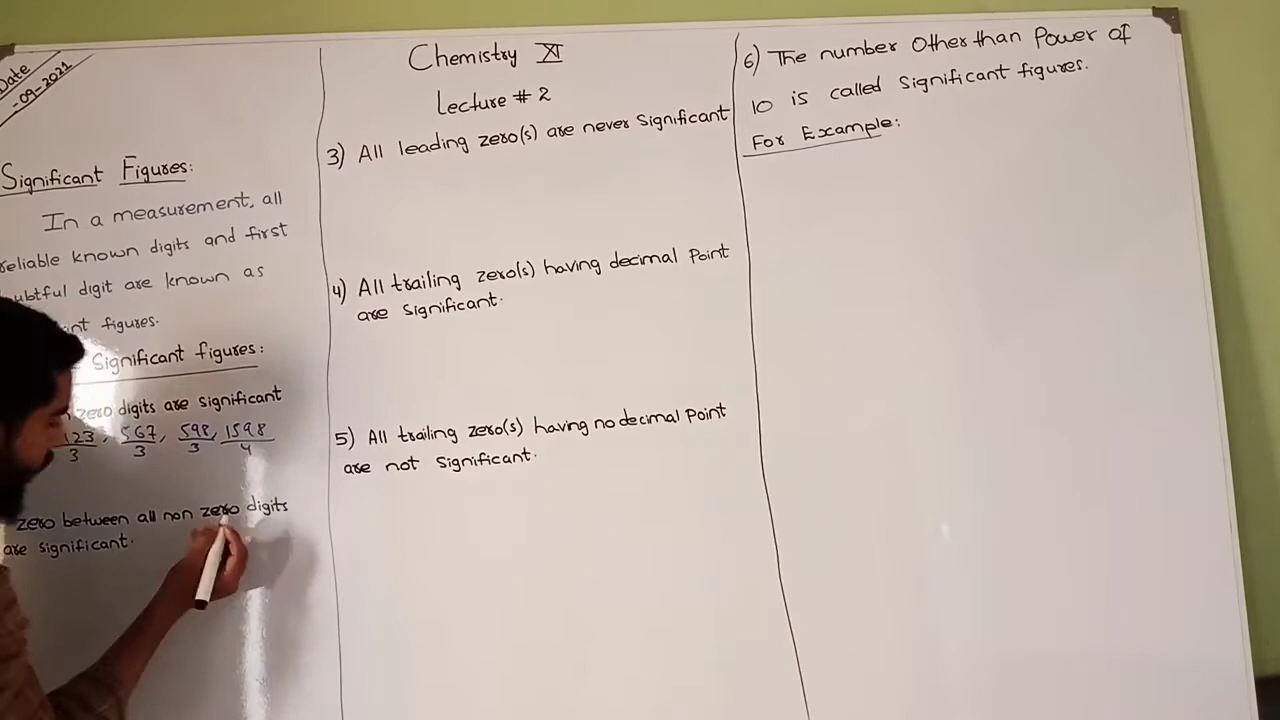 Date
-09-2021
Significant Figures:
In a measurement, all
reliable known digits and first
doubtful digit are known as
figures.
Significant figures:
zero digits are significant
123, 567, 598, 1598
3 3 3 4
zero between all non zero digits
are significant.
Chemistry XI
Lecture # 2
3) All leading zero(s) are never Significant
4) All trailing zero(s) having decimal Point
are significant.
5) All trailing zero(s) having no decimal Point
are not significant.
6) The number Other than Power of
10 is called Significant figures.
For Example: